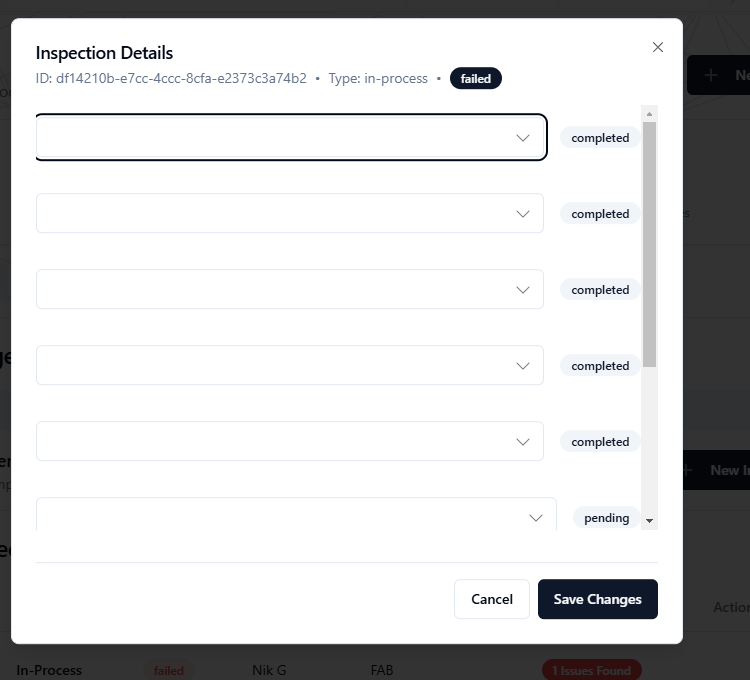 Inspection Details
ID: df14210b-e7cc-4ccc-8cfa-e2373c3a74b2 • Type: in-process • failed
completed
completed
completed
completed
completed
pending
Cancel
Save Changes
New In
Action
In-Process failed Nik G FAB 1 Issues Found